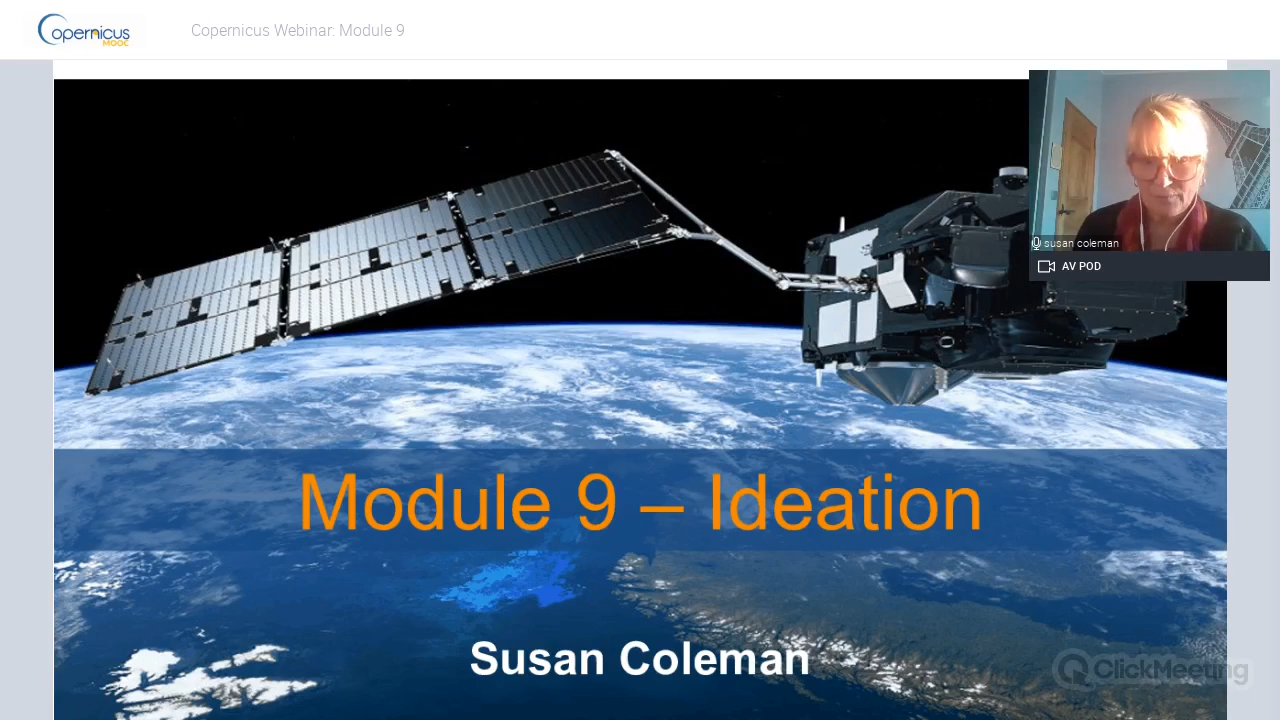 Copernicus
MOOC
Copernicus Webinar: Module 9
susan coleman
AV POD
Module 9 – Ideation
Susan Coleman
ClickMeeting